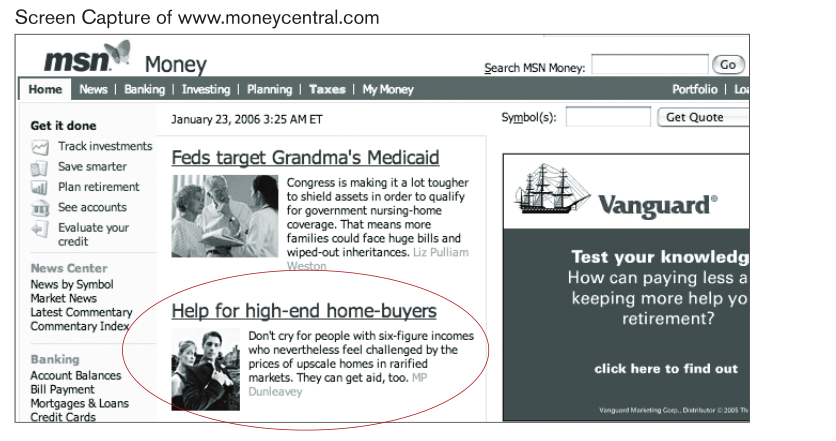 Screen Capture of www.moneycentral.com
msn Money
Search MSN Money: Go
Home News | Banking | Investing | Planning | Taxes | My Money Portfolio | Loa
January 23, 2006 3:25 AM ET
Symbol(s): Get Quote
Get it done
Track investments
Save smarter
Plan retirement
See accounts
Evaluate your
credit
News Center
News by Symbol
Market News
Latest Commentary
Commentary Index
Banking
Account Balances
Bill Payment
Mortgages & Loans
Credit Cards
Feds target Grandma's Medicaid
Congress is making it a lot tougher
to shield assets in order to qualify
for government nursing-home
coverage. That means more
families could face huge bills and
wiped-out inheritances. Liz Pulliam
Weston
Help for high-end home-buyers
Don't cry for people with six-figure incomes
who nevertheless feel challenged by the
prices of upscale homes in rarified
markets. They can get aid, too. MP
Dunleavey
Vanguard®
Test your knowledg
How can paying less a
keeping more help yo
retirement?
click here to find out
Vanguard Marketing Corp., Distributor © 2005 Th